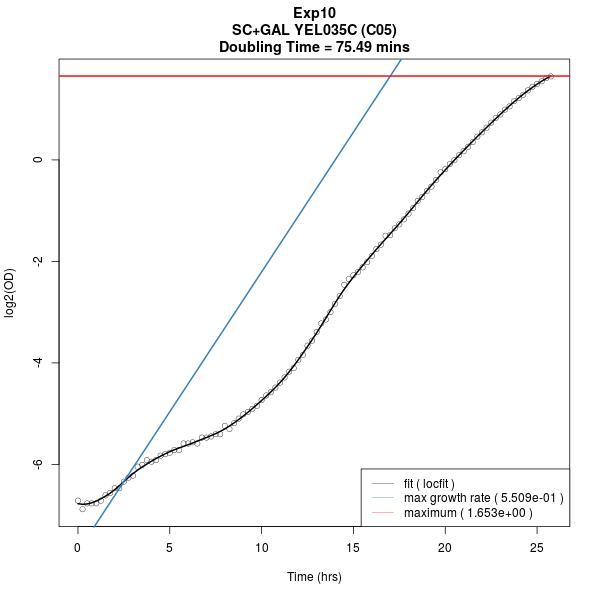 Exp10
SC+GAL YEL035C (C05)
Doubling Time = 75.49 mins
log2(OD)
0
-2
-4
-6
fit ( locfit )
max growth rate ( 5.509e-01 )
maximum ( 1.653e+00 )
0 5 10 15 20 25
Time (hrs)